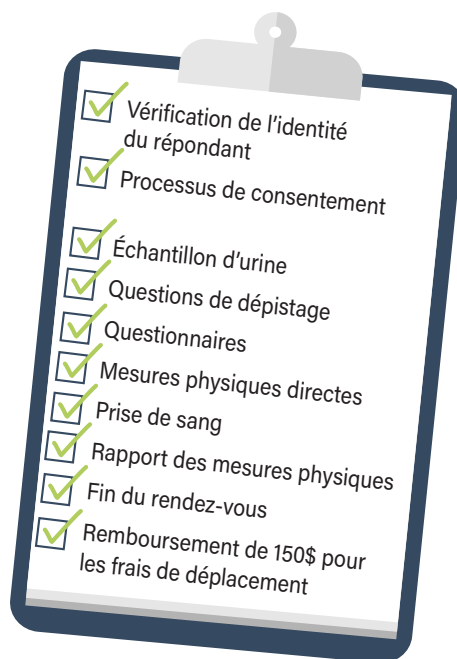 Vérification de l'identité
du répondant
Processus de consentement
Échantillon d'urine
Questions de dépistage
Questionnaires
Mesures physiques directes
Prise de sang
Rapport des mesures physiques
Fin du rendez-vous
Remboursement de 150$ pour
les frais de déplacement